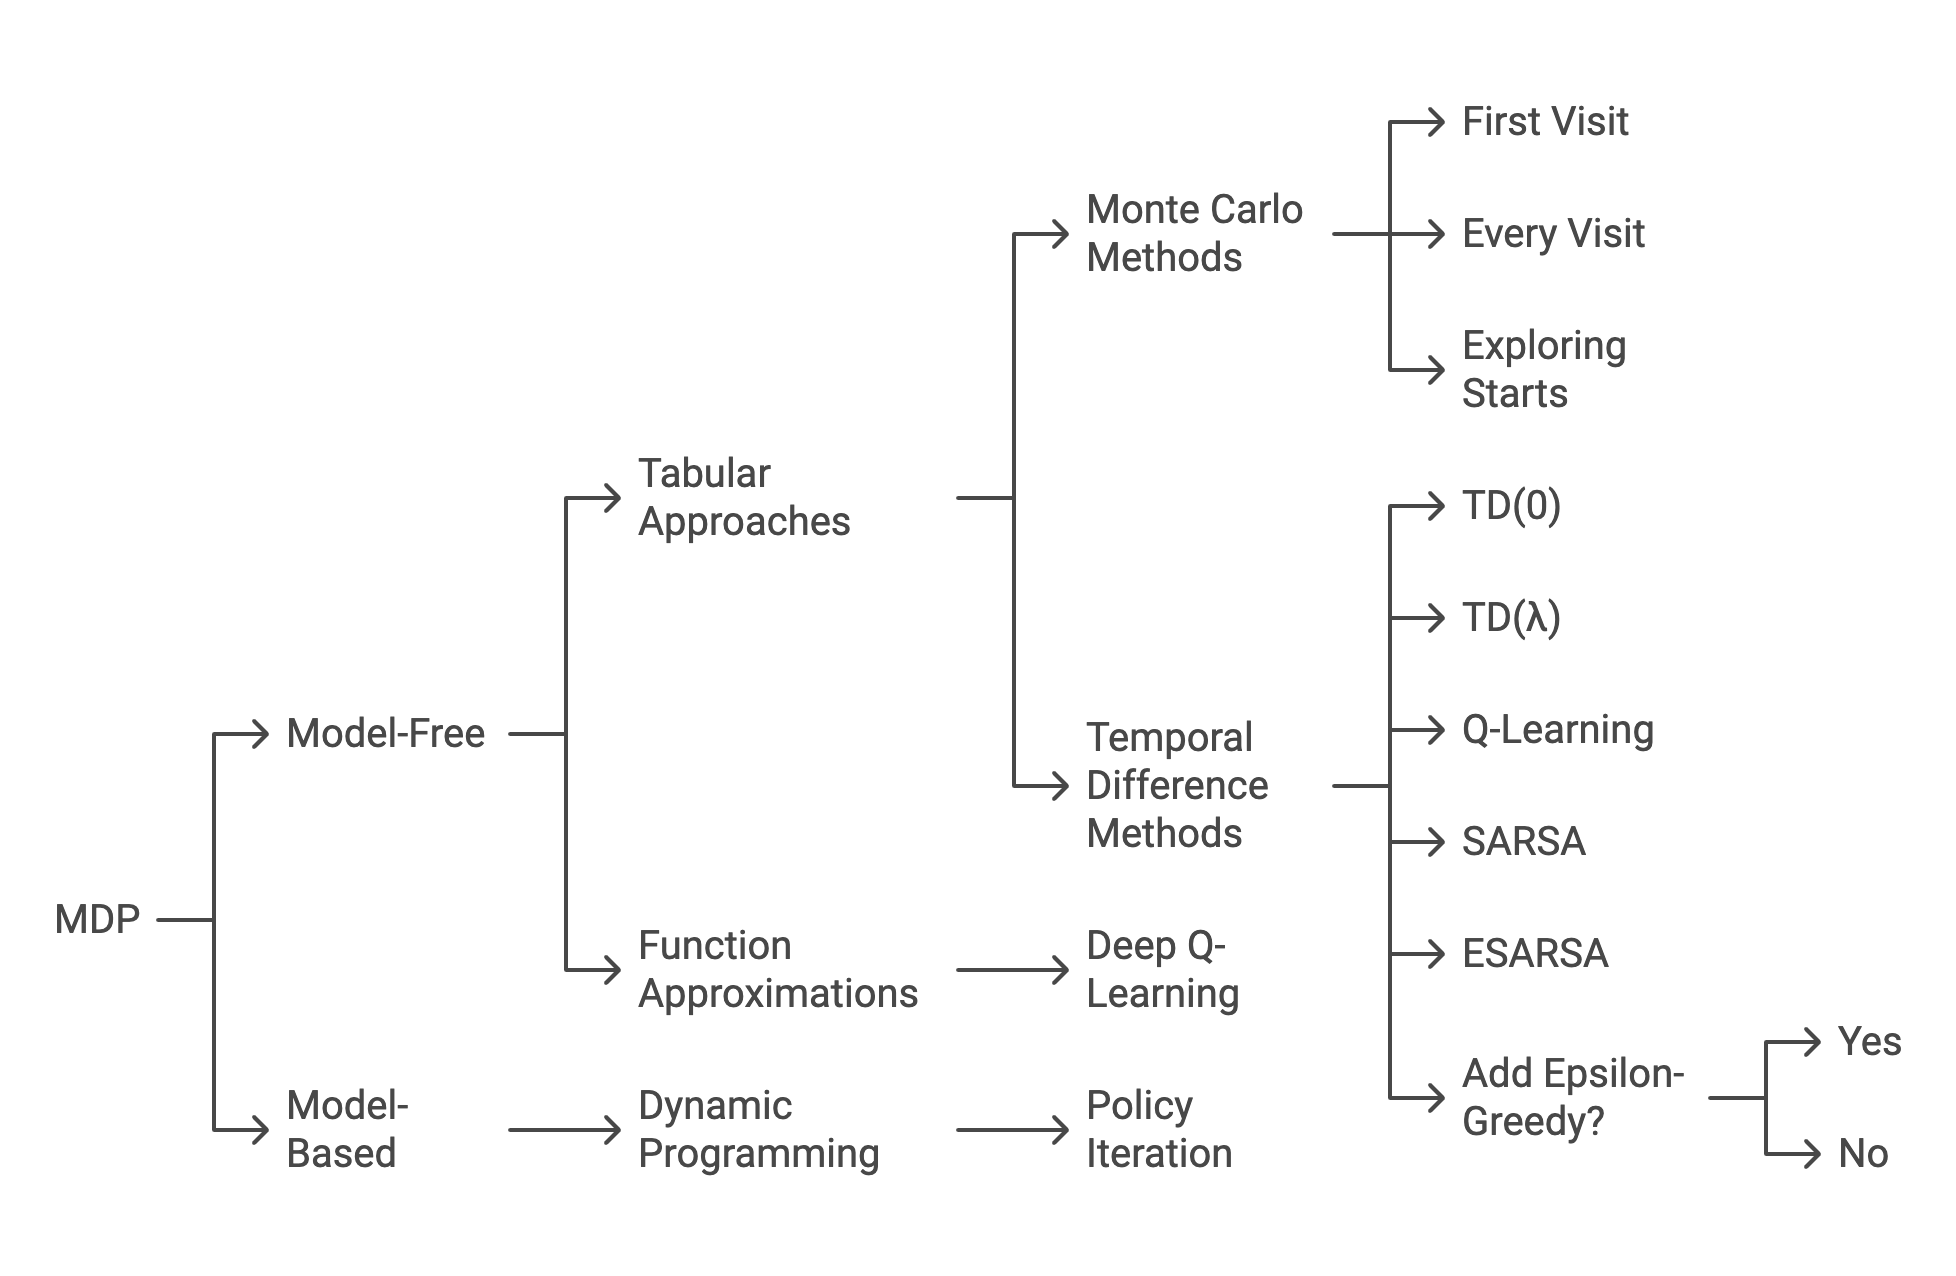 First Visit
Monte Carlo
Methods
Every Visit
Exploring
Starts
Tabular
Approaches
TD(0)
TD(λ)
Model-Free
Temporal
Difference
Methods
Q-Learning
SARSA
MDP
Function
Approximations
Deep Q-
Learning
ESARSA
Model-
Based
Dynamic
Programming
Policy
Iteration
Add Epsilon-
Greedy?
Yes
No